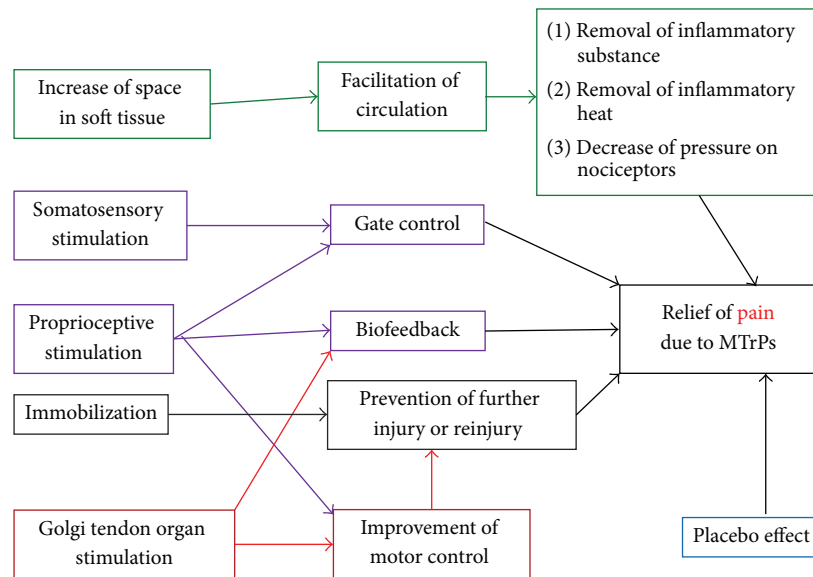 Increase of space
in soft tissue
Facilitation of
circulation
(1) Removal of inflammatory
substance
(2) Removal of inflammatory
heat
(3) Decrease of pressure on
nociceptors
Somatosensory
stimulation
Gate control
Proprioceptive
stimulation
Biofeedback
Relief of pain
due to MTrPs
Immobilization
Prevention of further
injury or reinjury
Golgi tendon organ
stimulation
Improvement of
motor control
Placebo effect